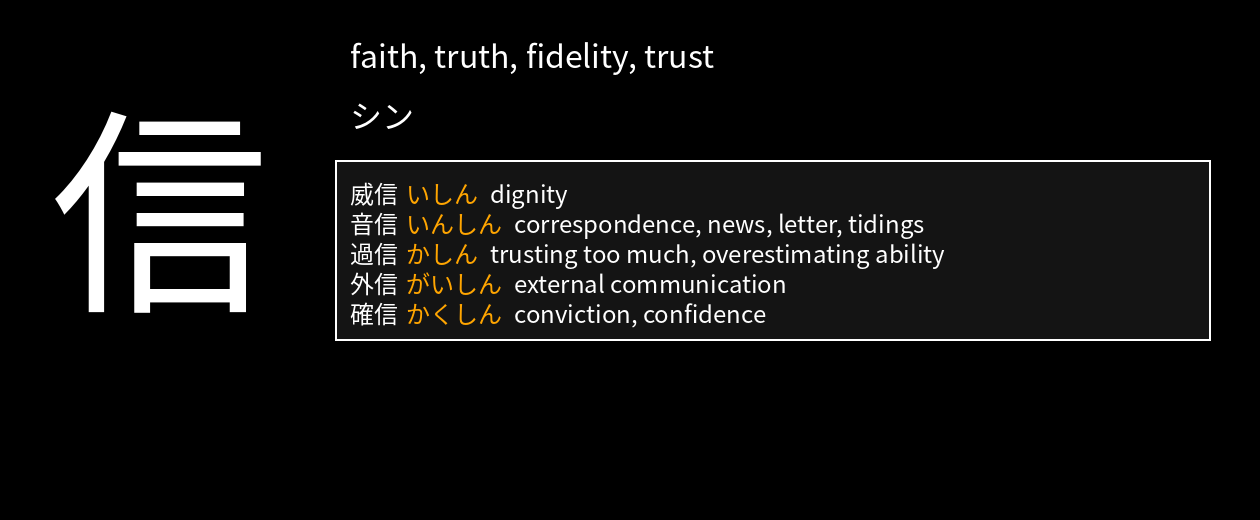 信
faith, truth, fidelity, trust
シン
威信 いしん dignity
音信 いんしん correspondence, news, letter, tidings
過信 かしん trusting too much, overestimating ability
外信 がいしん external communication
確信 かくしん conviction, confidence